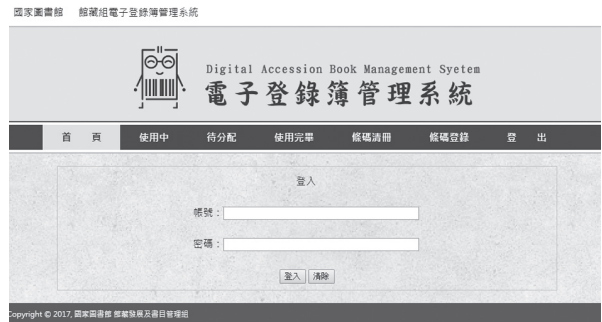 國家圖書館 館藏組電子登錄簿管理系統
Digital Accession Book Management Syetem
電子登錄簿管理系統
首 頁 使用中 待分配 使用完畢 條碼清冊 條碼登錄 登 出
登入
帳號：
密碼：
登入 清除
Copyright © 2017, 國家圖書館 館藏發展及書目管理組